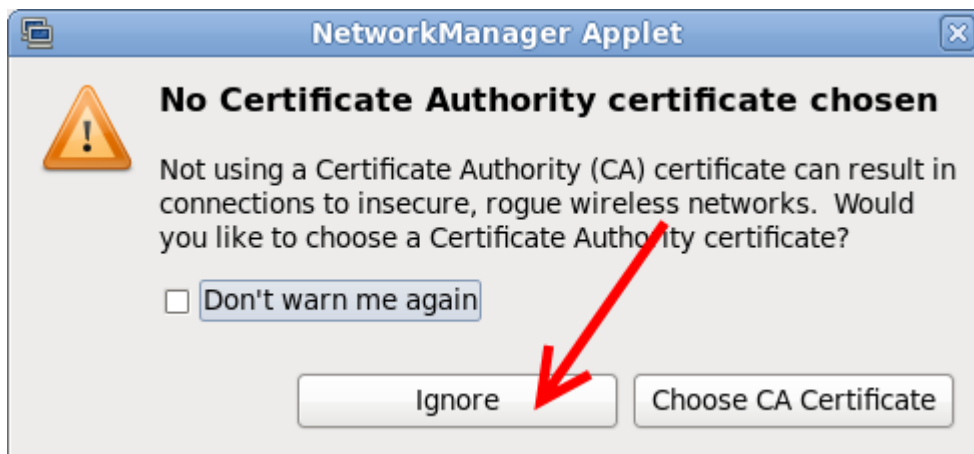 NetworkManager Applet
No Certificate Authority certificate chosen
Not using a Certificate Authority (CA) certificate can result in
connections to insecure, rogue wireless networks.  Would
you like to choose a Certificate Authority certificate?
Don't warn me again
Ignore
Choose CA Certificate